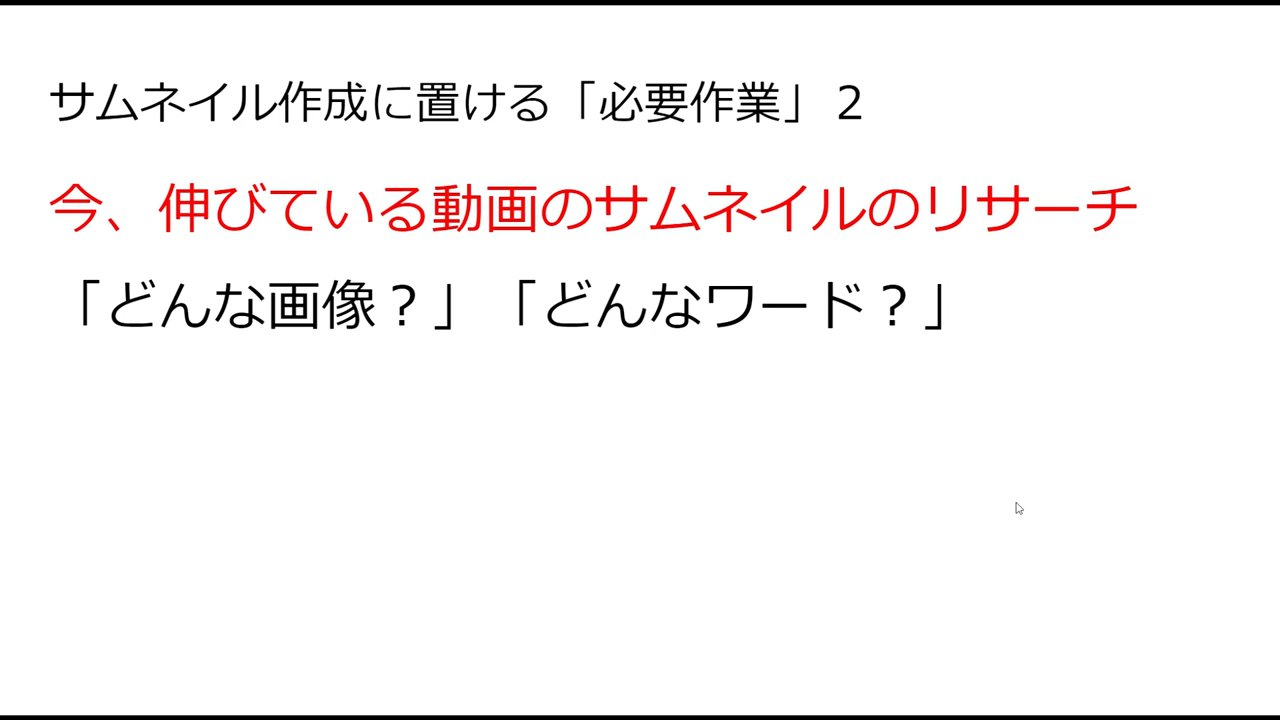 サムネイル作成に置ける「必要作業」２
今、伸びている動画のサムネイルのリサーチ
「どんな画像？」「どんなワード？」